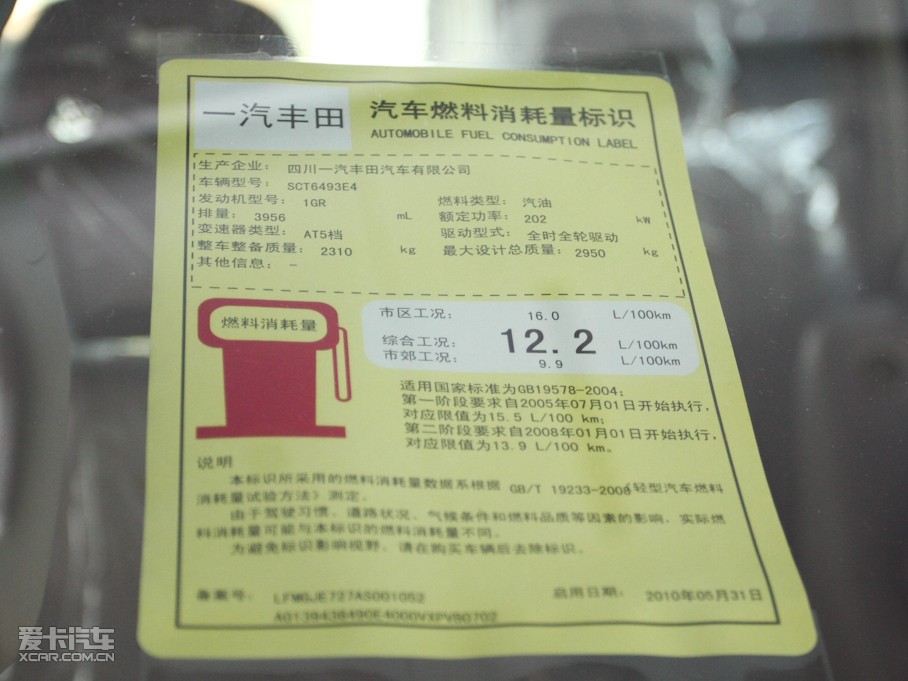 一汽丰田
汽车燃料消耗量标识
AUTOMOBILE FUEL CONSUMPTION LABEL
生产企业： 四川一汽丰田汽车有限公司
车辆型号： SCT6493E4
发动机型号： 1GR 燃料类型： 汽油
排量： 3956 mL 额定功率： 202 kW
变速器类型： AT5档 驱动型式： 全时全轮驱动
整车整备质量： 2310 kg 最大设计总质量： 2950 kg
其他信息： -
燃料消耗量
市区工况： 16.0 L/100km
综合工况： 12.2 L/100km
市郊工况： 9.9 L/100km
适用国家标准为GB19578-2004；
第一阶段要求自2005年07月01日开始执行，
对应限值为15.5 L/100 km；
第二阶段要求自2008年01月01日开始执行，
对应限值为13.9 L/100 km。
说明
本标识所采用的燃料消耗量数据系根据 GB/T 19233-2008《轻型汽车燃料
消耗量试验方法》测定。
由于驾驶习惯、道路状况、气候条件和燃料品质等因素的影响，实际燃
料消耗量可能与本标识的燃料消耗量不同。
为避免标识影响视野，请在购买车辆后去除标识。
备案号： LFMGJE727AS001052 启用日期： 2010年05月31日
爱卡汽车
XCAR.COM.CN